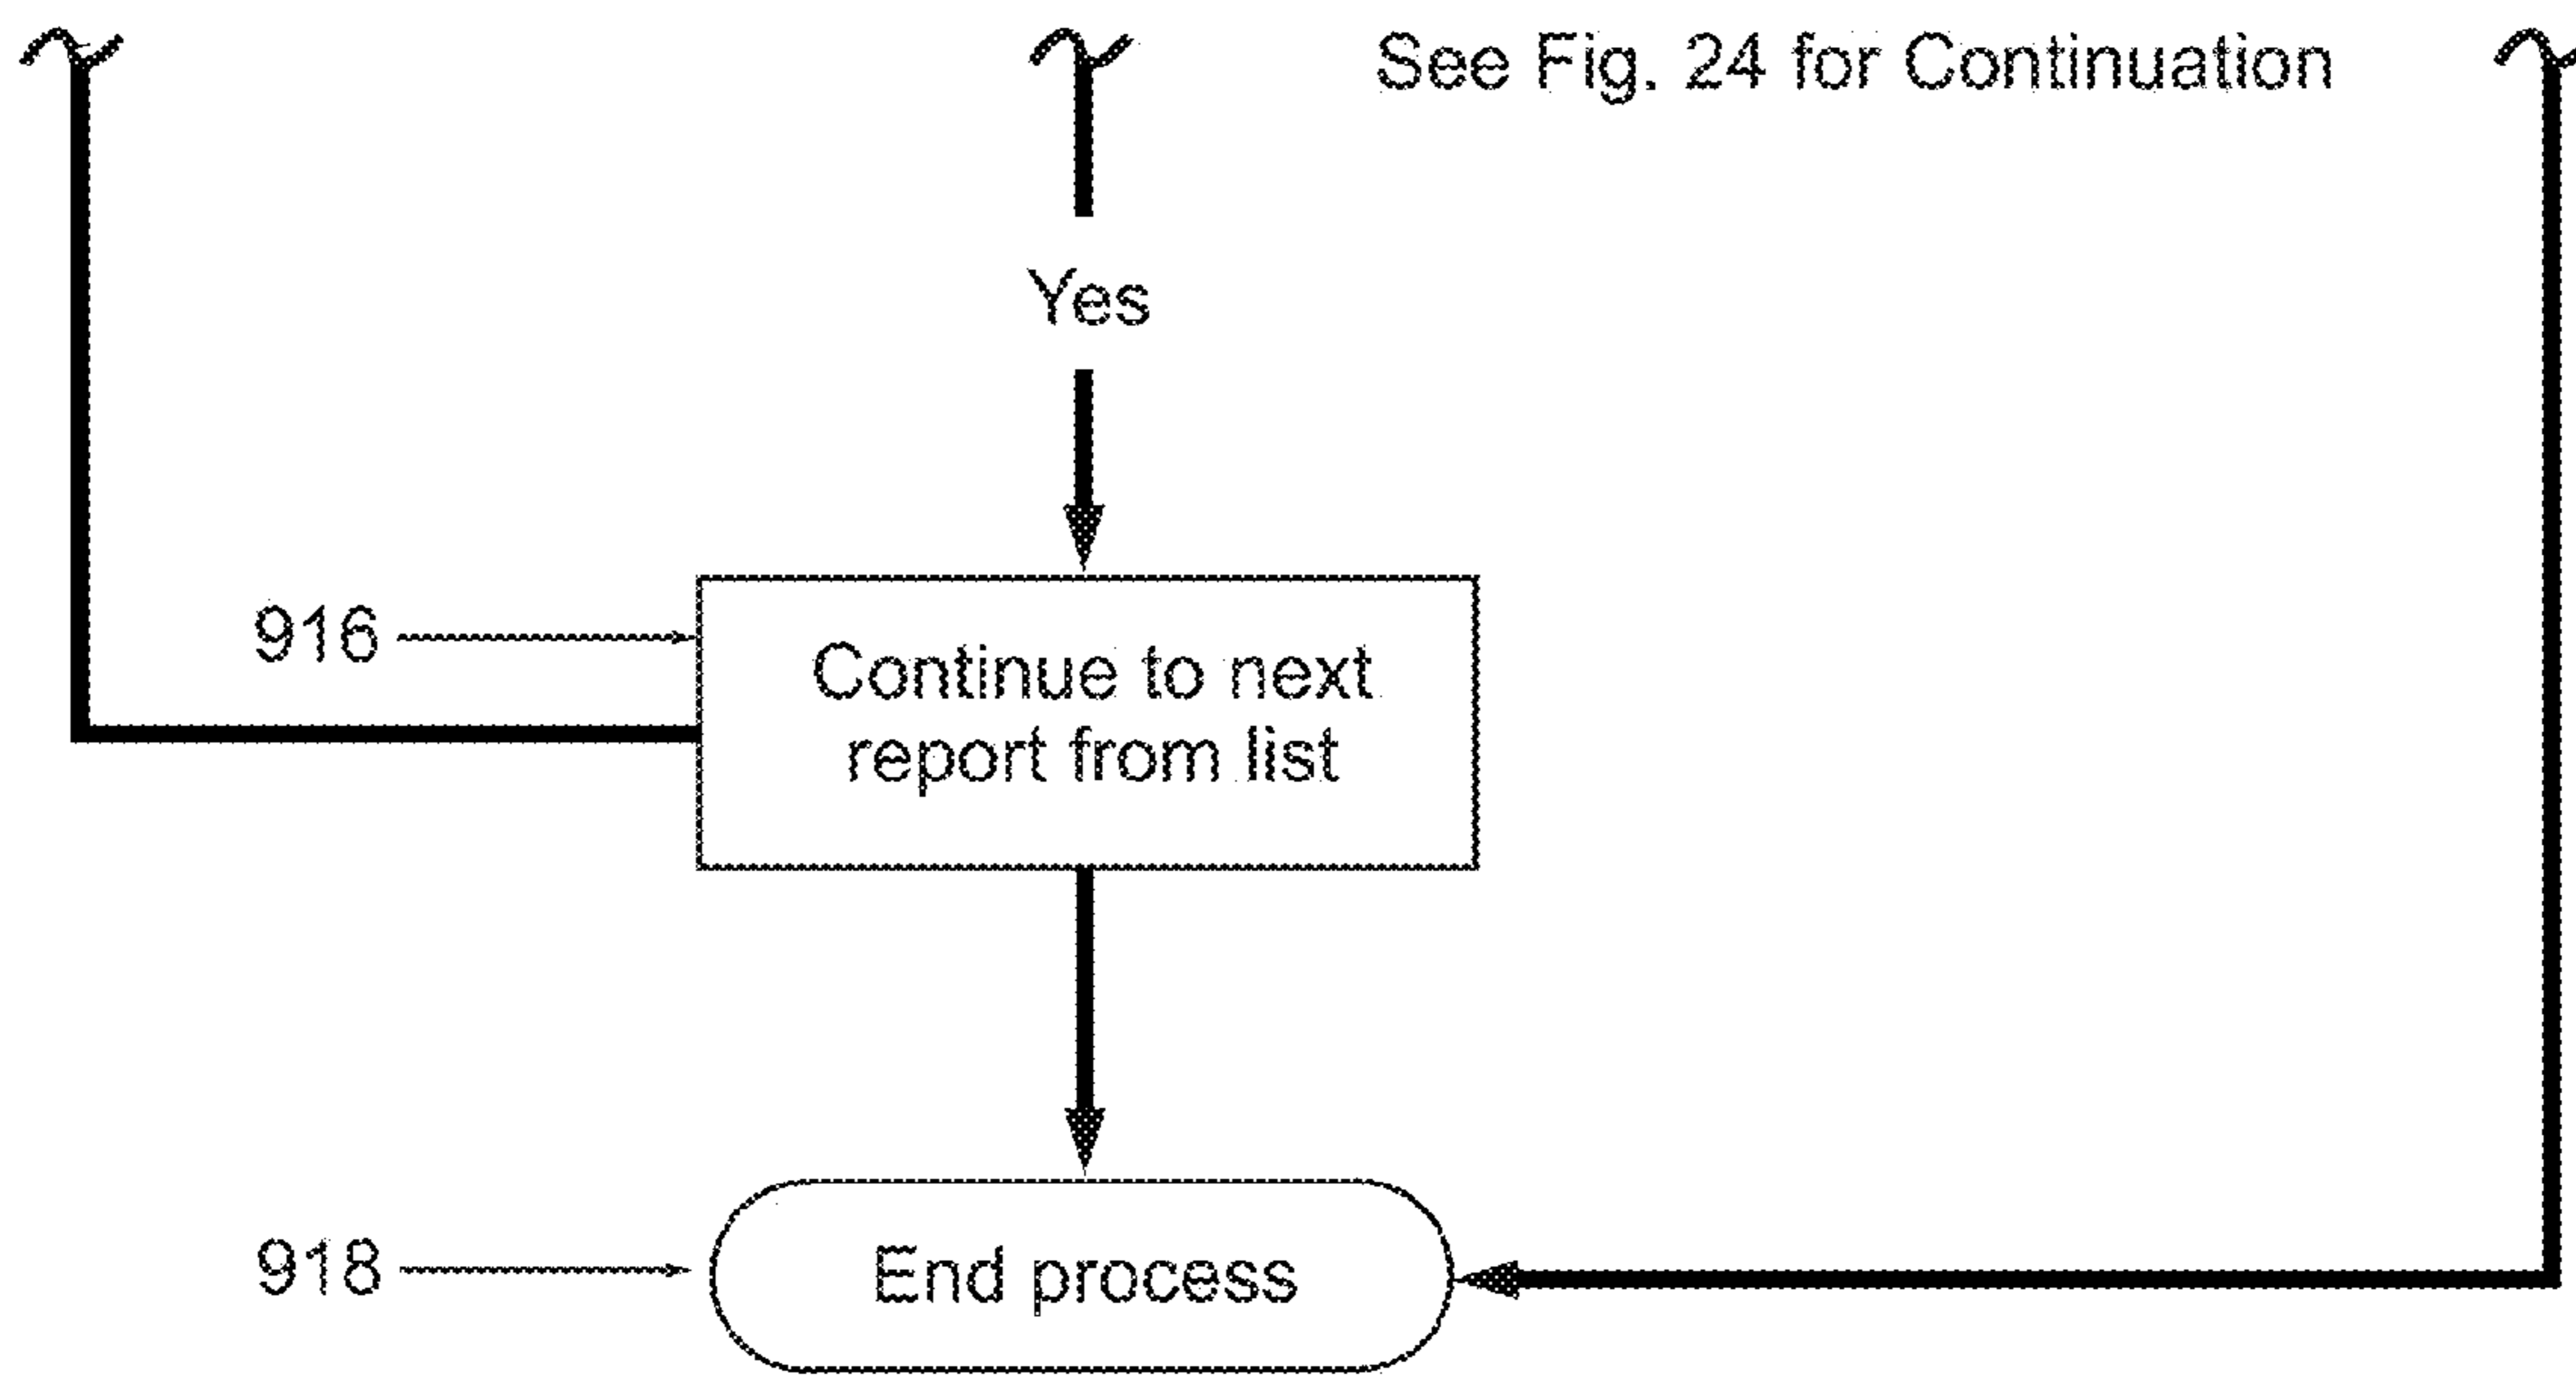 See Fig. 24 for Continuation
Yes
916
Continue to next
report from list
918
End process